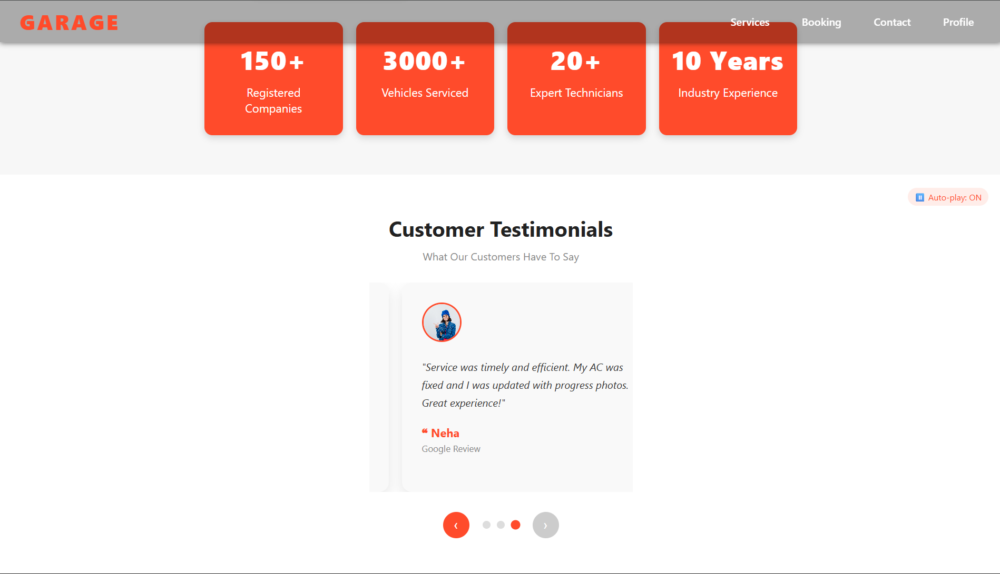 GARAGE
Services
Booking
Contact
Profile
150+
Registered
Companies
3000+
Vehicles Serviced
20+
Expert Technicians
10 Years
Industry Experience
Auto-play: ON
Customer Testimonials
What Our Customers Have To Say
"Service was timely and efficient. My AC was
fixed and I was updated with progress photos.
Great experience!"
❝ Neha
Google Review
‹
›